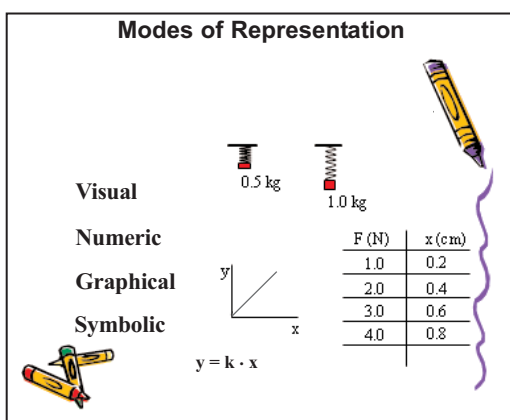 Modes of Representation
0.5 kg
1.0 kg
Visual
Numeric
Graphical
Symbolic
y
x
y = k · x
F (N) x (cm)
1.0 0.2
2.0 0.4
3.0 0.6
4.0 0.8